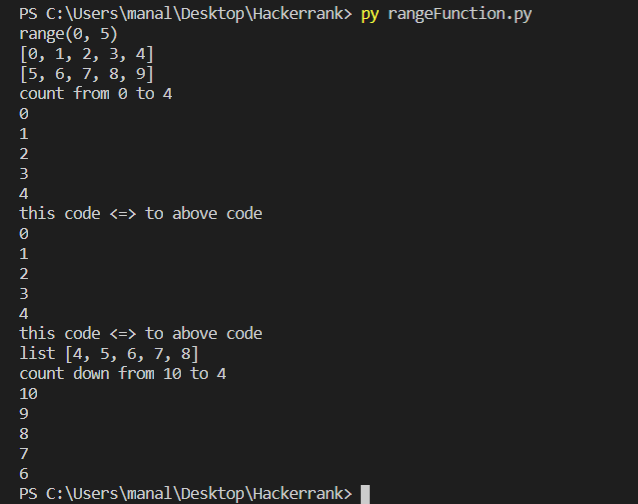 PS C:\Users\manal\Desktop\Hackerrank> py rangeFunction.py
range(0, 5)
[0, 1, 2, 3, 4]
[5, 6, 7, 8, 9]
count from 0 to 4
0
1
2
3
4
this code <=> to above code
0
1
2
3
4
this code <=> to above code
list [4, 5, 6, 7, 8]
count down from 10 to 4
10
9
8
7
6
PS C:\Users\manal\Desktop\Hackerrank>